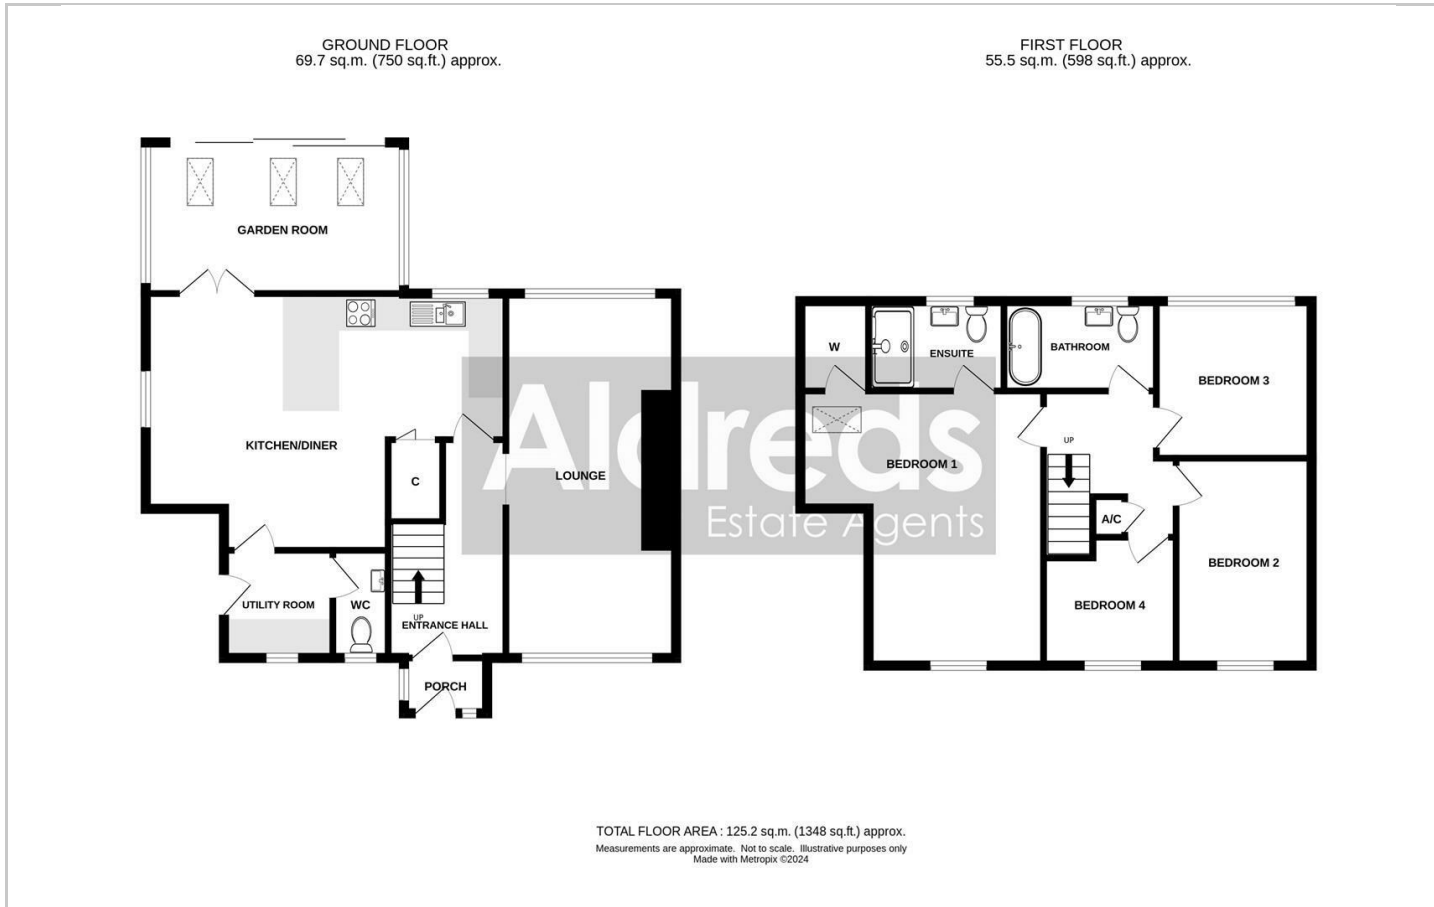 GROUND FLOOR
69.7 sq.m. (750 sq.ft.) approx.
FIRST FLOOR
55.5 sq.m. (598 sq.ft.) approx.
GARDEN ROOM
KITCHEN/DINER
C
LOUNGE
UTILITY ROOM
WC
UP
ENTRANCE HALL
PORCH
W
ENSUITE
BATHROOM
BEDROOM 3
BEDROOM 1
UP
A/C
BEDROOM 2
BEDROOM 4
Aldreds
Estate Agents
TOTAL FLOOR AREA : 125.2 sq.m. (1348 sq.ft.) approx.
Measurements are approximate. Not to scale. Illustrative purposes only
Made with Metropix ©2024